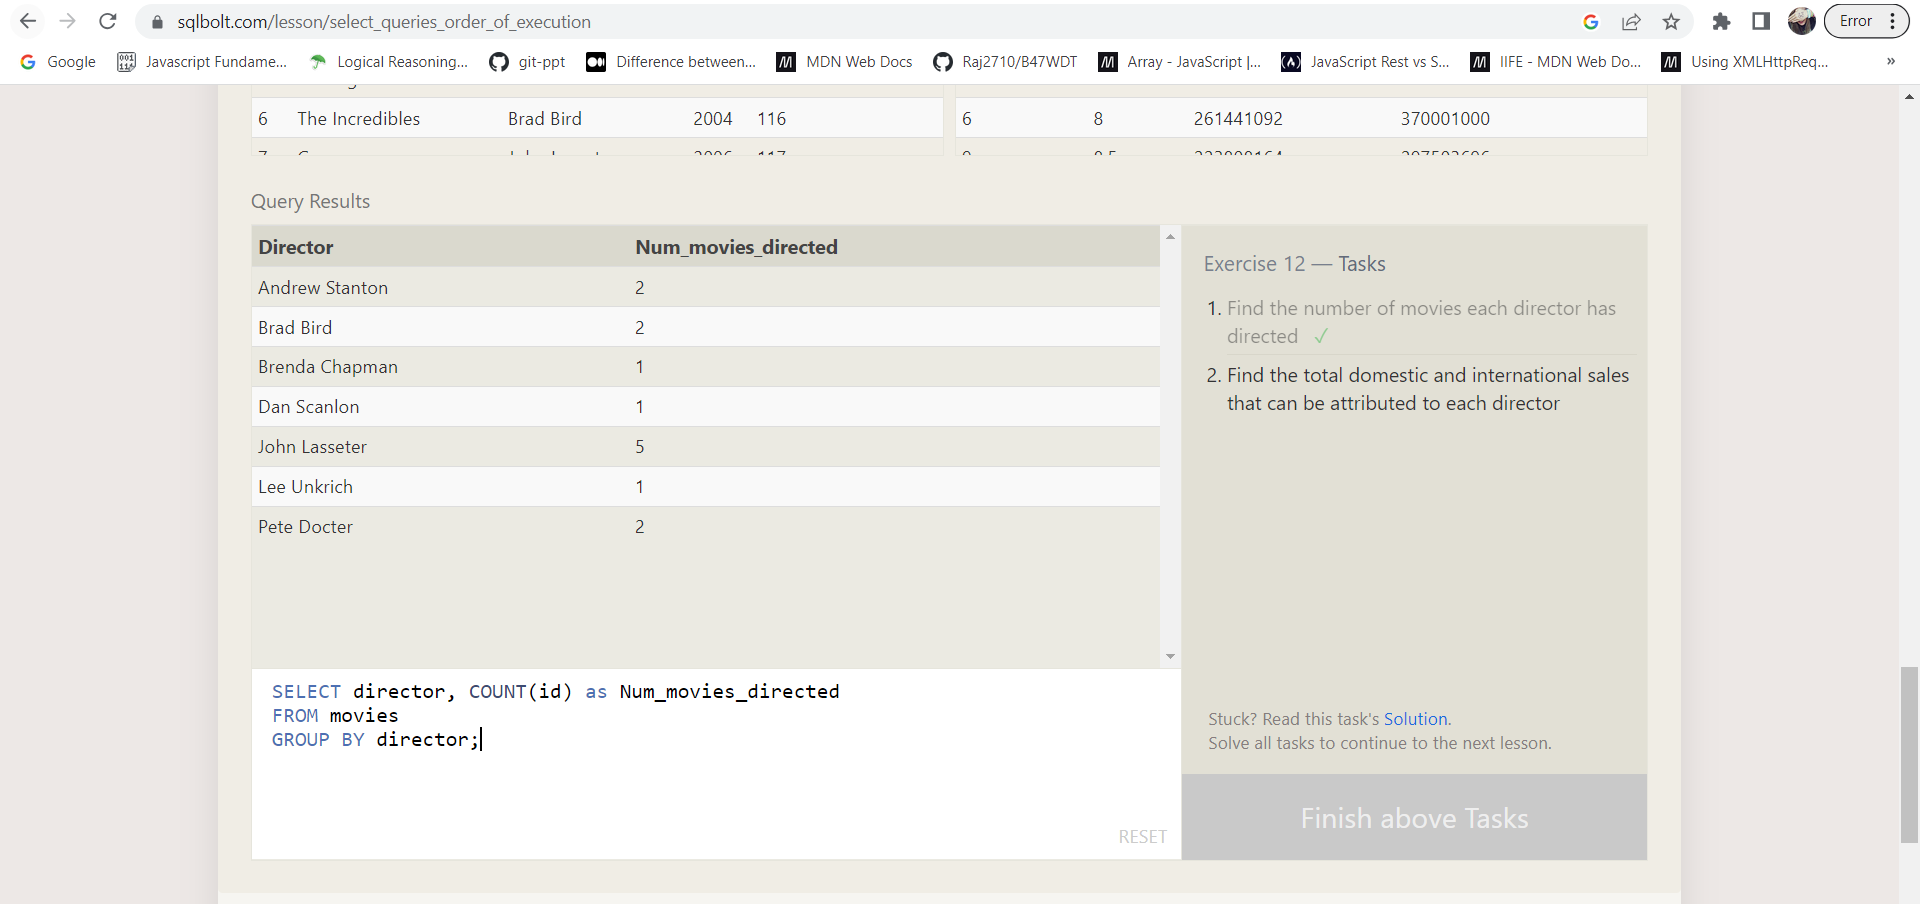 sqlbolt.com/lesson/select_queries_order_of_execution
Error
Google
Javascript Fundame...
Logical Reasoning...
git-ppt
Difference between...
MDN Web Docs
Raj2710/B47WDT
Array - JavaScript |...
JavaScript Rest vs S...
IIFE - MDN Web Do...
Using XMLHttpReq...
»
6 The Incredibles Brad Bird 2004 116
6 8 261441092 370001000
Query Results
Director Num_movies_directed
Andrew Stanton 2
Brad Bird 2
Brenda Chapman 1
Dan Scanlon 1
John Lasseter 5
Lee Unkrich 1
Pete Docter 2
SELECT director, COUNT(id) as Num_movies_directed
FROM movies
GROUP BY director;
RESET
Exercise 12 — Tasks
1. Find the number of movies each director has
directed ✓
2. Find the total domestic and international sales
that can be attributed to each director
Stuck? Read this task's Solution.
Solve all tasks to continue to the next lesson.
Finish above Tasks